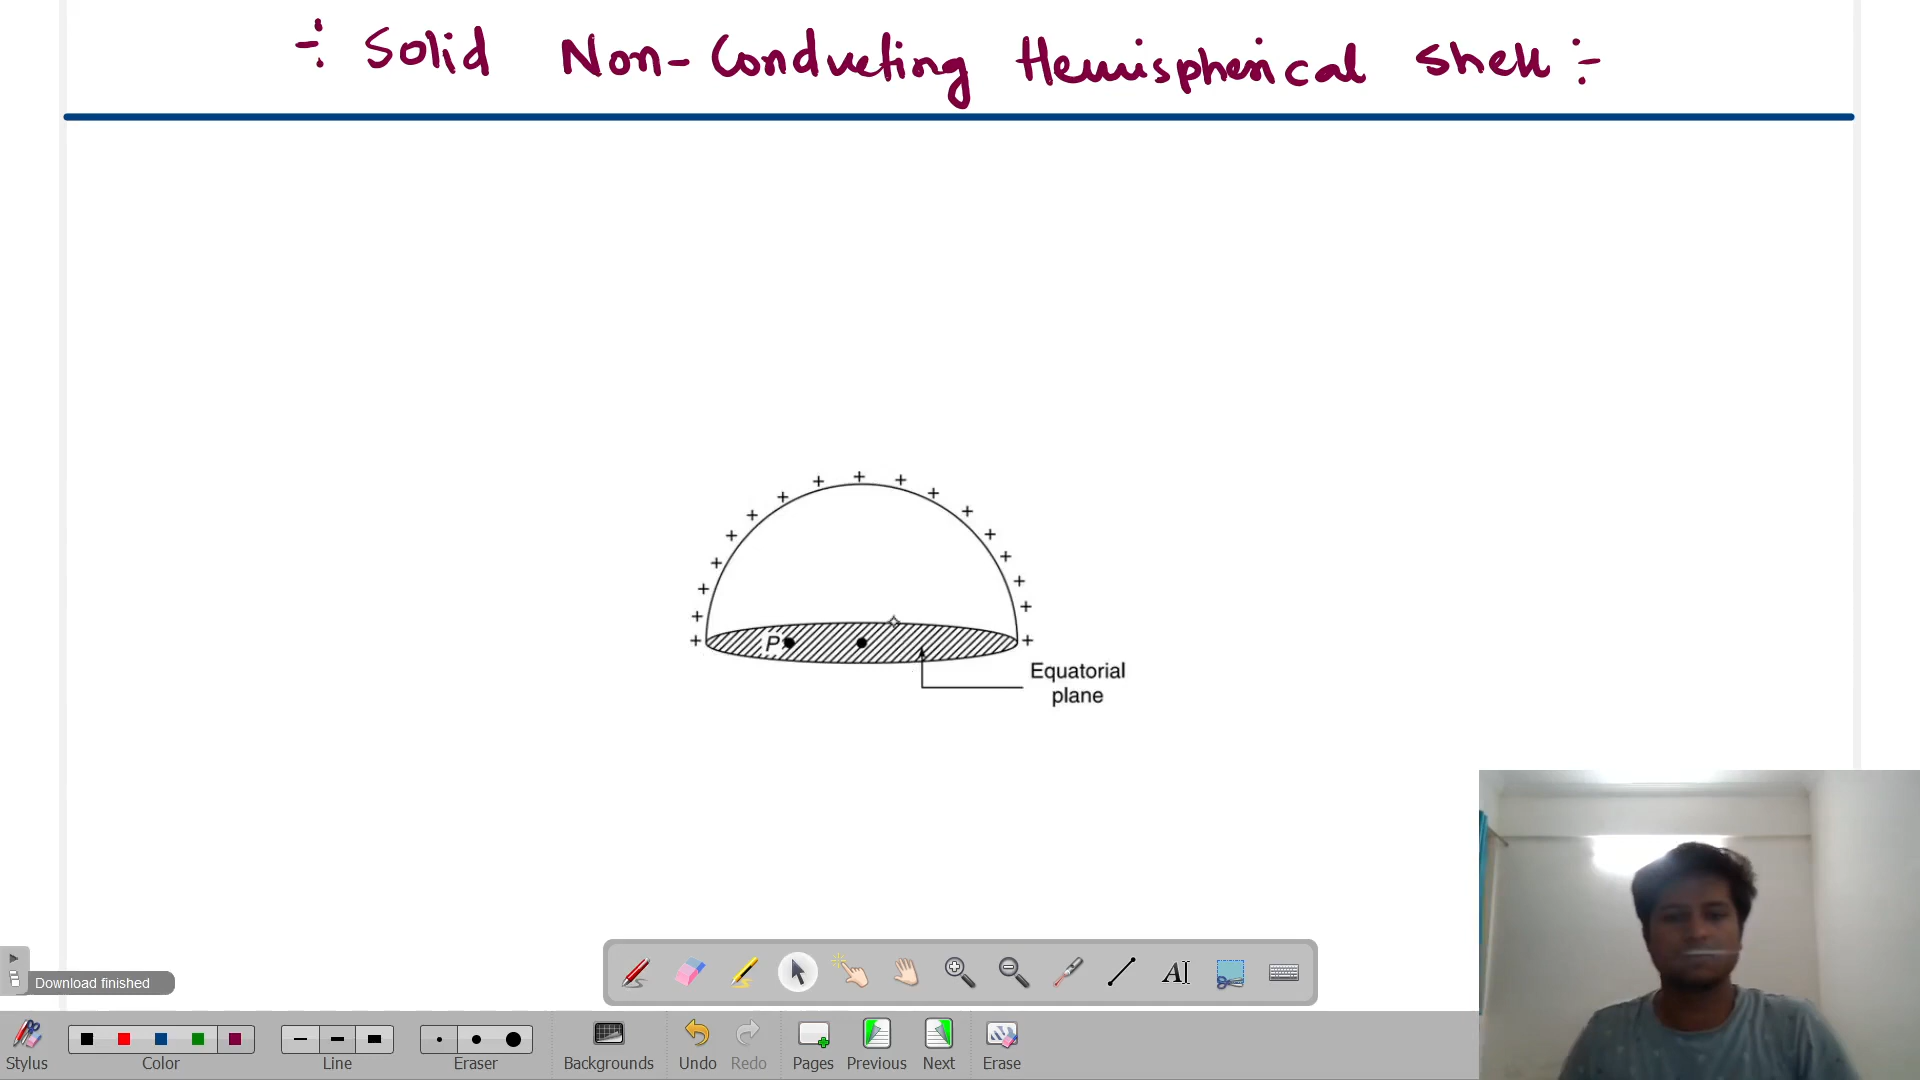 ÷ Solid Non-Conducting Hemispherical Shell ÷
P
Equatorial
plane
Download finished
Stylus Color Line Eraser Backgrounds Undo Redo Pages Previous Next Erase